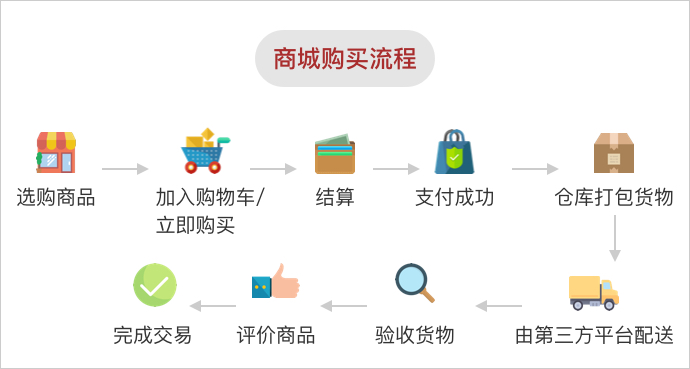 商城购买流程
选购商品
加入购物车/
立即购买
结算
支付成功
仓库打包货物
由第三方平台配送
验收货物
评价商品
完成交易